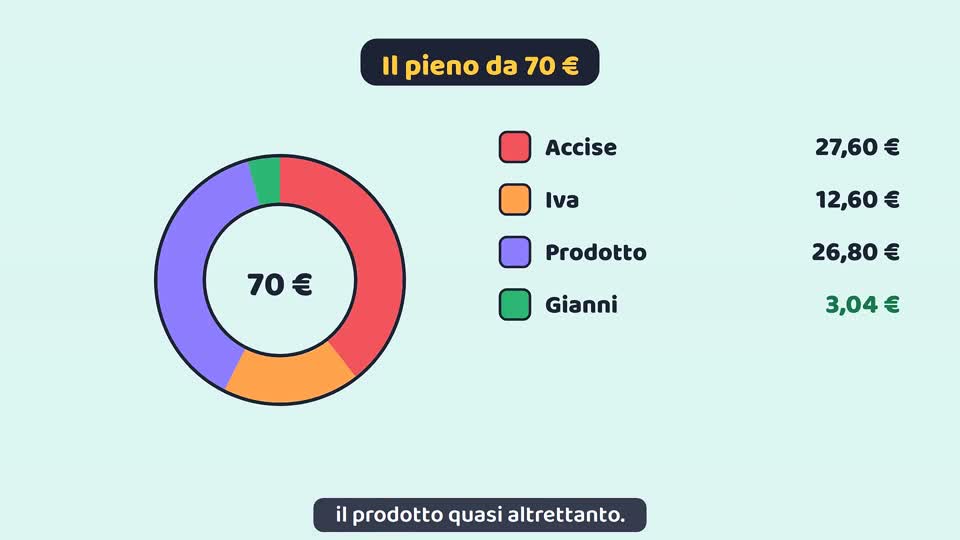 Il pieno da 70 €
Accise 27,60 €
Iva 12,60 €
Prodotto 26,80 €
Gianni 3,04 €
70 €
il prodotto quasi altrettanto.